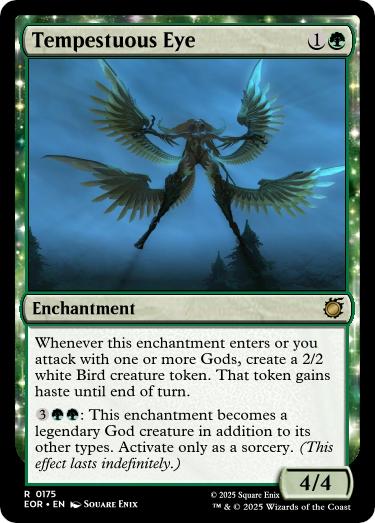 Tempestuous Eye 1
Enchantment
Whenever this enchantment enters or you
attack with one or more Gods, create a 2/2
white Bird creature token. That token gains
haste until end of turn.
3 : This enchantment becomes a
legendary God creature in addition to its
other types. Activate only as a sorcery. (This
effect lasts indefinitely.)
4/4
R 0175
EOR • EN SQUARE ENIX
© 2025 Square Enix
™ & © 2025 Wizards of the Coast